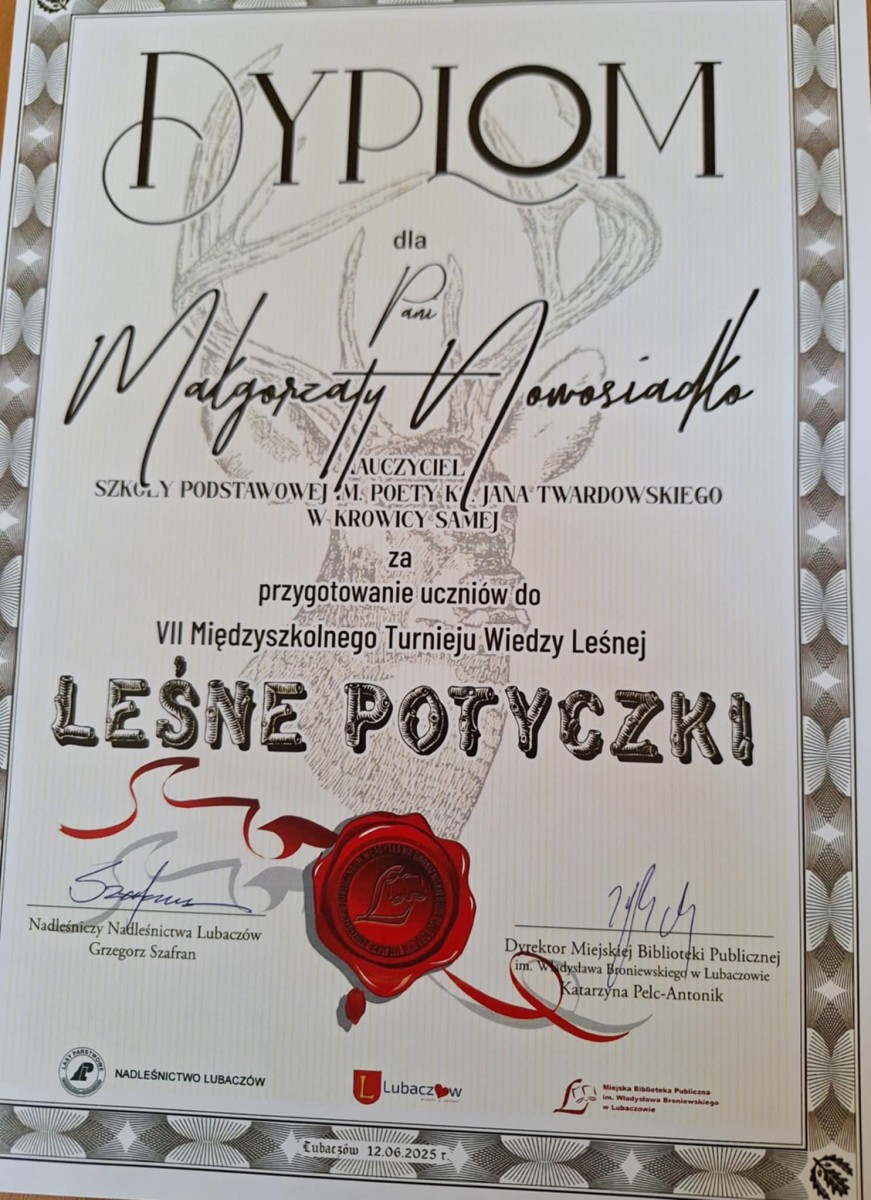 DYPLOM
dla
Pani
Małgorzaty Nowosiadło
NAUCZYCIEL
SZKOŁY PODSTAWOWEJ IM. POETY KS. JANA TWARDOWSKIEGO
W KROWICY SAMEJ
za
przygotowanie uczniów do
VII Międzyszkolnego Turnieju Wiedzy Leśnej
LEŚNE POTYCZKI
Nadleśniczy Nadleśnictwa Lubaczów
Grzegorz Szafran
Dyrektor Miejskiej Biblioteki Publicznej
im. Władysława Broniewskiego w Lubaczowie
Katarzyna Pelc-Antonik
LASY PAŃSTWOWE
NADLEŚNICTWO LUBACZÓW
L
Lubaczów
Miejska Biblioteka Publiczna
im. Władysława Broniewskiego
w Lubaczowie
Lubaczów 12.06.2025 r.